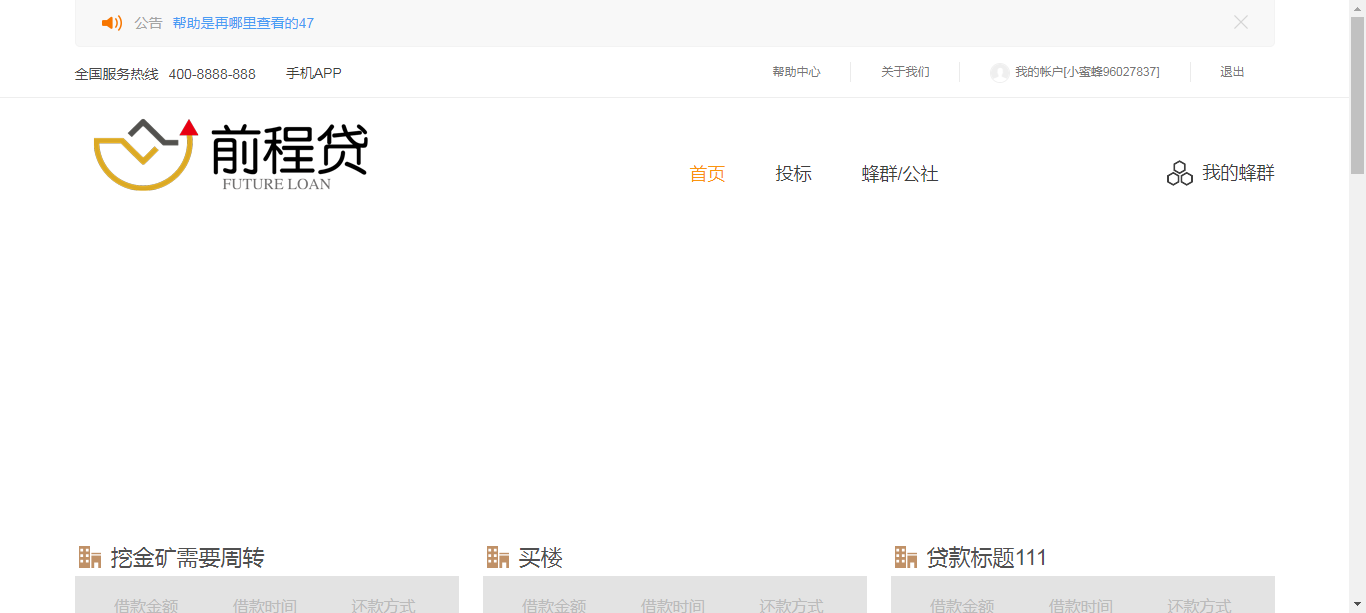 公告 帮助是再哪里查看的47
全国服务热线 400-8888-888 手机APP 帮助中心 关于我们 我的帐户[小蜜蜂96027837] 退出
前程贷
FUTURE LOAN
首页 投标 蜂群/公社 我的蜂群
挖金矿需要周转 买楼 贷款标题111
借款金额 借款时间 还款方式 借款金额 借款时间 还款方式 借款金额 借款时间 还款方式